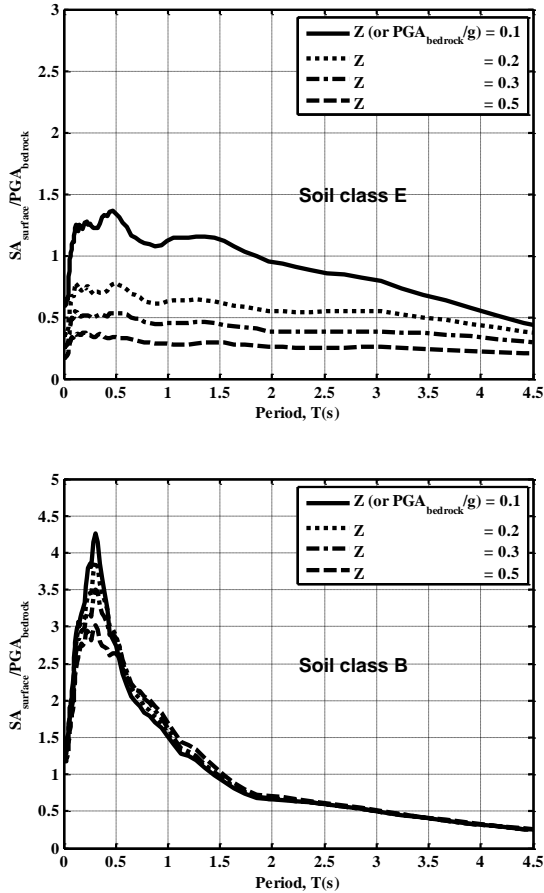 3
Z (or PGAbedrock/g) = 0.1
Z = 0.2
Z = 0.3
Z = 0.5
2.5
2
1.5
Soil class E
1
0.5
0
0 0.5 1 1.5 2 2.5 3 3.5 4 4.5
Period, T(s)
SAsurface/PGAbedrock
5
Z (or PGAbedrock/g) = 0.1
Z = 0.2
Z = 0.3
Z = 0.5
4.5
4
3.5
3
2.5
Soil class B
2
1.5
1
0.5
0
0 0.5 1 1.5 2 2.5 3 3.5 4 4.5
Period, T(s)
SAsurface/PGAbedrock